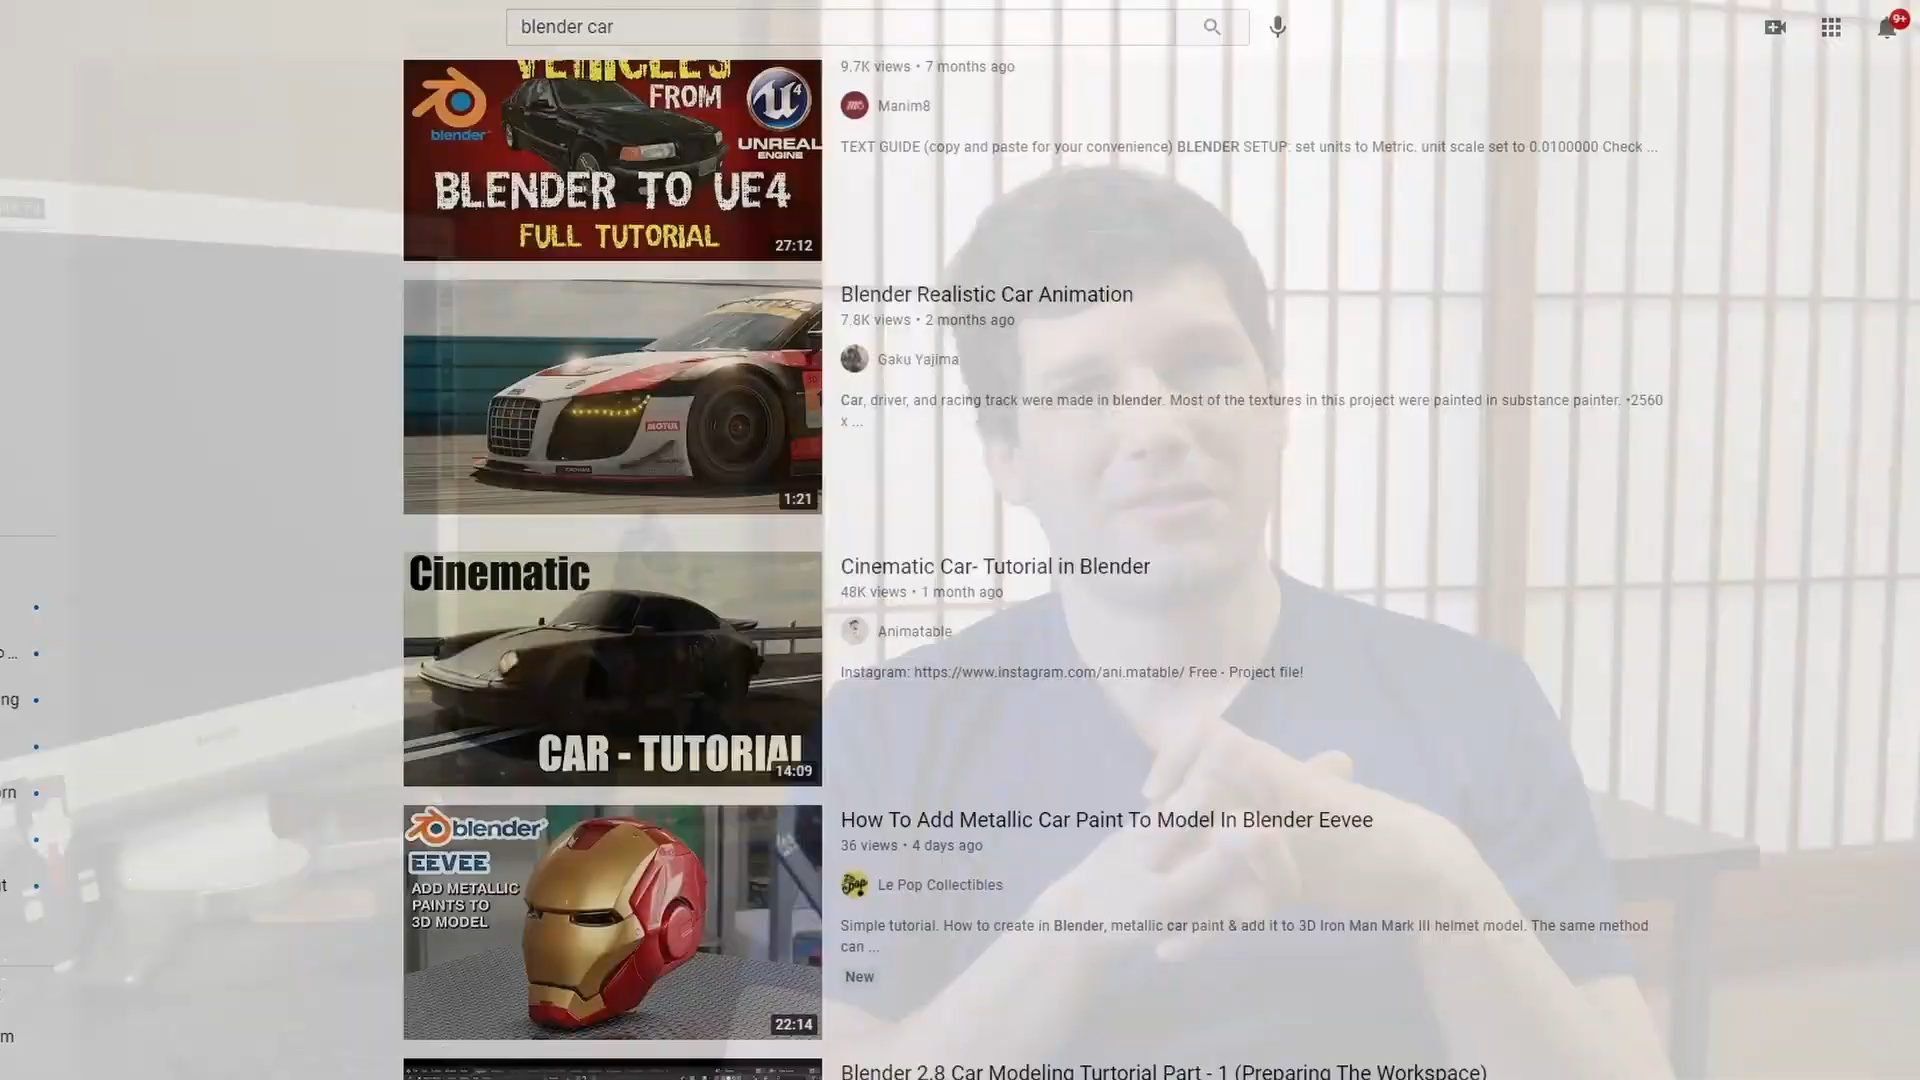 blender car
9+
VEHICLES
FROM
blender
UNREAL
ENGINE
BLENDER TO UE4
FULL TUTORIAL
27:12
9.7K views • 7 months ago
Manim8
TEXT GUIDE (copy and paste for your convenience) BLENDER SETUP: set units to Metric. unit scale set to 0.0100000 Check ...
MOTUL
1:21
Blender Realistic Car Animation
7.8K views • 2 months ago
Gaku Yajima
Car, driver, and racing track were made in blender. Most of the textures in this project were painted in substance painter. •2560
x ...
Cinematic
CAR - TUTORIAL
14:09
Cinematic Car- Tutorial in Blender
48K views • 1 month ago
Animatable
Instagram: https://www.instagram.com/ani.matable/ Free - Project file!
blender
EEVEE
ADD METALLIC
PAINTS TO
3D MODEL
22:14
How To Add Metallic Car Paint To Model In Blender Eevee
36 views • 4 days ago
Le Pop Collectibles
Simple tutorial. How to create in Blender, metallic car paint & add it to 3D Iron Man Mark III helmet model. The same method
can ...
New
Blender 2.8 Car Modeling Turtorial Part - 1 (Preparing The Workspace)